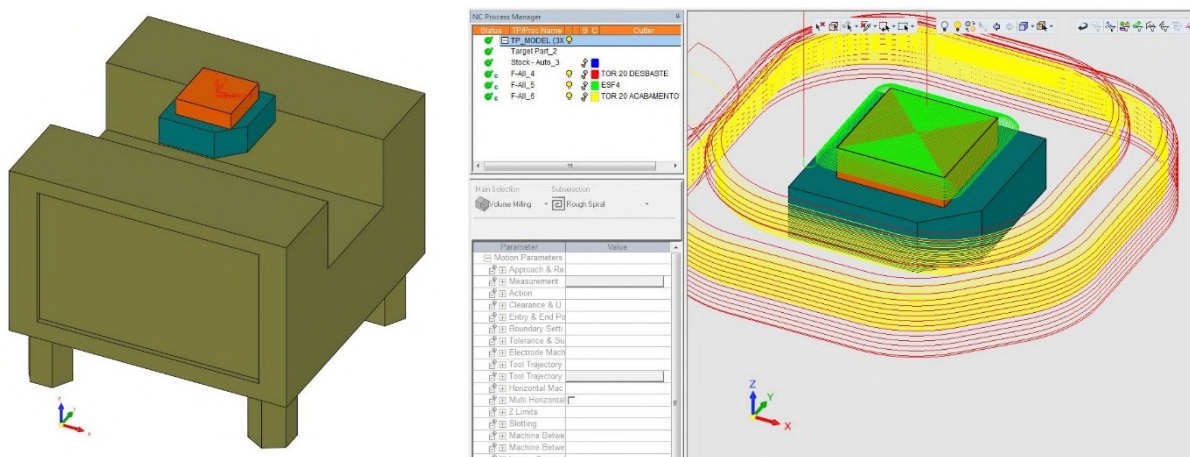 NC Process Manager
Status TP/Proc Name S C Cutter
TP_MODEL (3X
Target Part_2
Stock - Auto_3
F-All_4 TOR 20 DESBASTE
F-All_5 ESF4
F-All_6 TOR 20 ACABAMENTO
Main Selection Subselection
Volume Milling Rough Spiral
Parameter Value
Motion Parameters
Approach & Re
Measurement
Action
Clearance & U
Entry & End Po
Boundary Setti
Tolerance & Su
Electrode Mach
Tool Trajectory
Tool Trajectory
Horizontal Mac
Multi Horizontal
Z Limits
Slotting
Machine Betwe
Machine Betwe
Z
Y
X